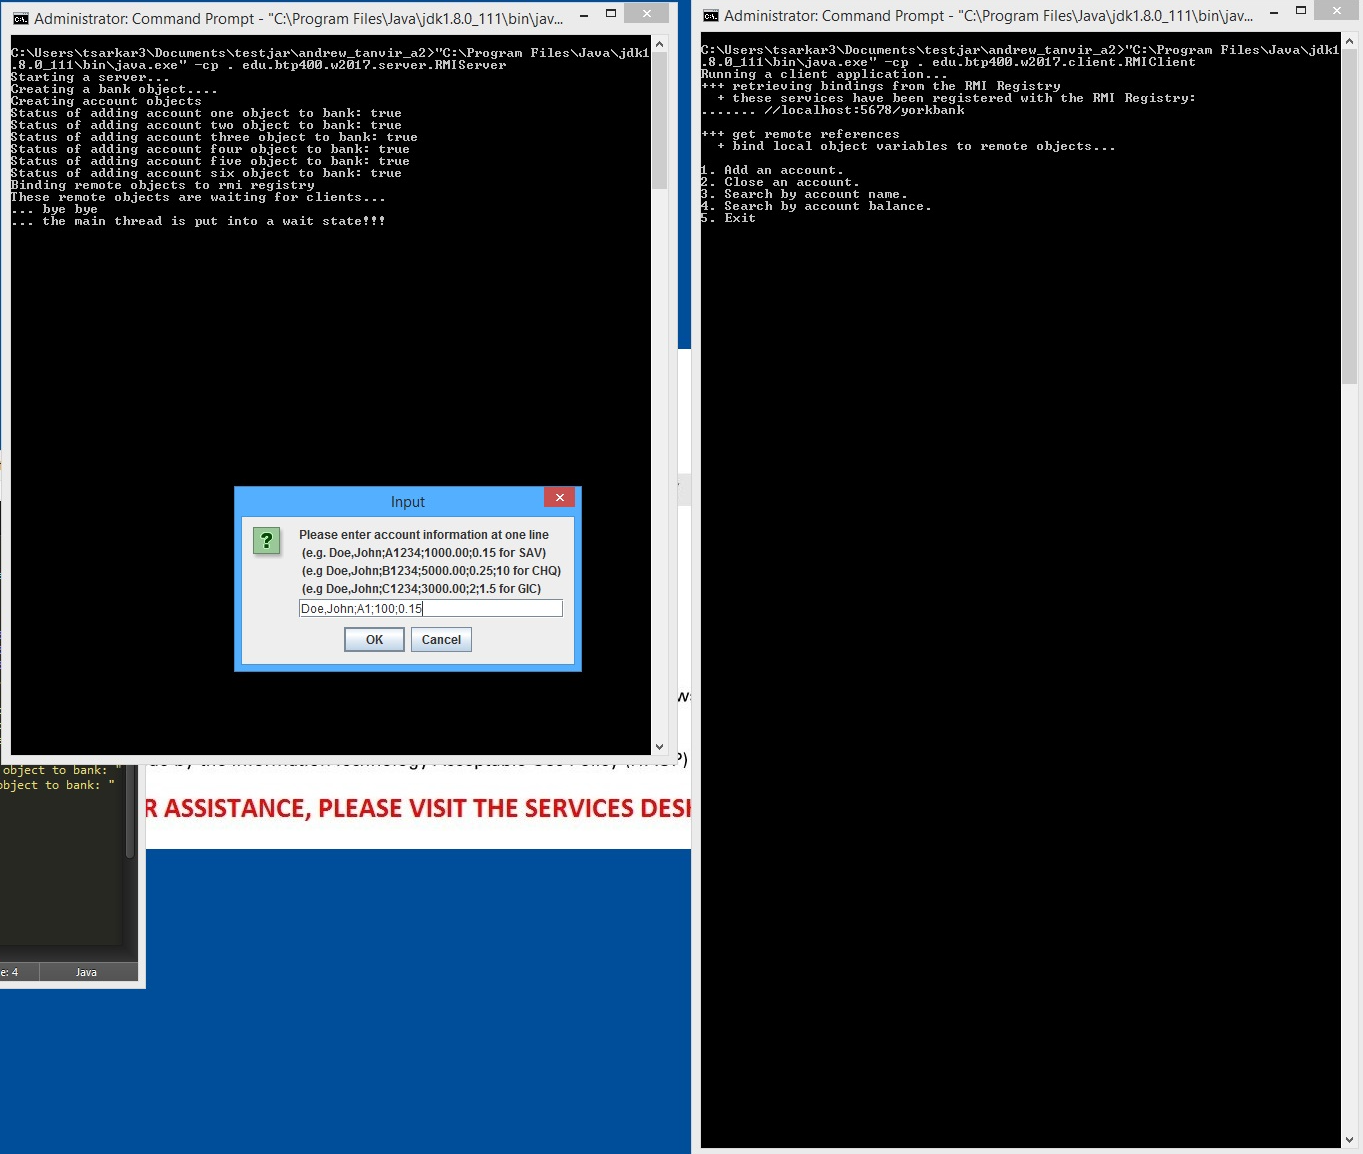 Administrator: Command Prompt - "C:\Program Files\Java\jdk1.8.0_111\bin\jav...
C:\Users\tsarkar3\Documents\testjar\andrew_tanvir_a2>"C:\Program Files\Java\jdk1
.8.0_111\bin\java.exe" -cp . edu.btp400.w2017.server.RMIServer
Starting a server...
Creating a bank object....
Creating account objects
Status of adding account one object to bank: true
Status of adding account two object to bank: true
Status of adding account three object to bank: true
Status of adding account four object to bank: true
Status of adding account five object to bank: true
Status of adding account six object to bank: true
Binding remote objects to rmi registry
These remote objects are waiting for clients...
... bye bye
... the main thread is put into a wait state!!!
Input
Please enter account information at one line
(e.g. Doe,John;A1234;1000.00;0.15 for SAV)
(e.g Doe,John;B1234;5000.00;0.25;10 for CHQ)
(e.g Doe,John;C1234;3000.00;2;1.5 for GIC)
Doe,John;A1;100;0.15
OK Cancel
object to bank: "
object to bank: "
R ASSISTANCE, PLEASE VISIT THE SERVICES DES
e: 4 Java
Administrator: Command Prompt - "C:\Program Files\Java\jdk1.8.0_111\bin\jav...
C:\Users\tsarkar3\Documents\testjar\andrew_tanvir_a2>"C:\Program Files\Java\jdk1
.8.0_111\bin\java.exe" -cp . edu.btp400.w2017.client.RMIClient
Running a client application...
+++ retrieving bindings from the RMI Registry
+ these services have been registered with the RMI Registry:
....... //localhost:5678/yorkbank
+++ get remote references
+ bind local object variables to remote objects...
1. Add an account.
2. Close an account.
3. Search by account name.
4. Search by account balance.
5. Exit